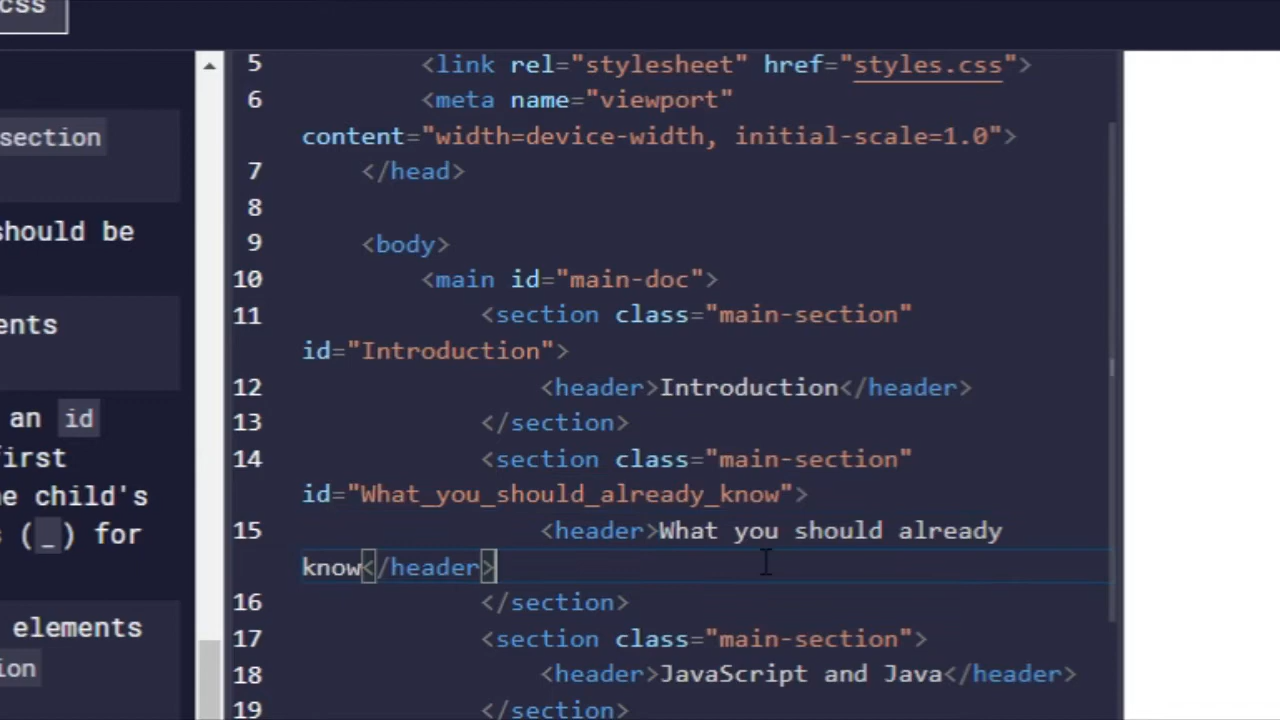 css
section
should be
ents
an id
first
e child's
s (_) for
elements
ion
5 <link rel="stylesheet" href="styles.css">
6 <meta name="viewport"
content="width=device-width, initial-scale=1.0">
7 </head>
8
9 <body>
10 <main id="main-doc">
11 <section class="main-section"
id="Introduction">
12 <header>Introduction</header>
13 </section>
14 <section class="main-section"
id="What_you_should_already_know">
15 <header>What you should already
know</header>
16 </section>
17 <section class="main-section">
18 <header>JavaScript and Java</header>
19 </section>